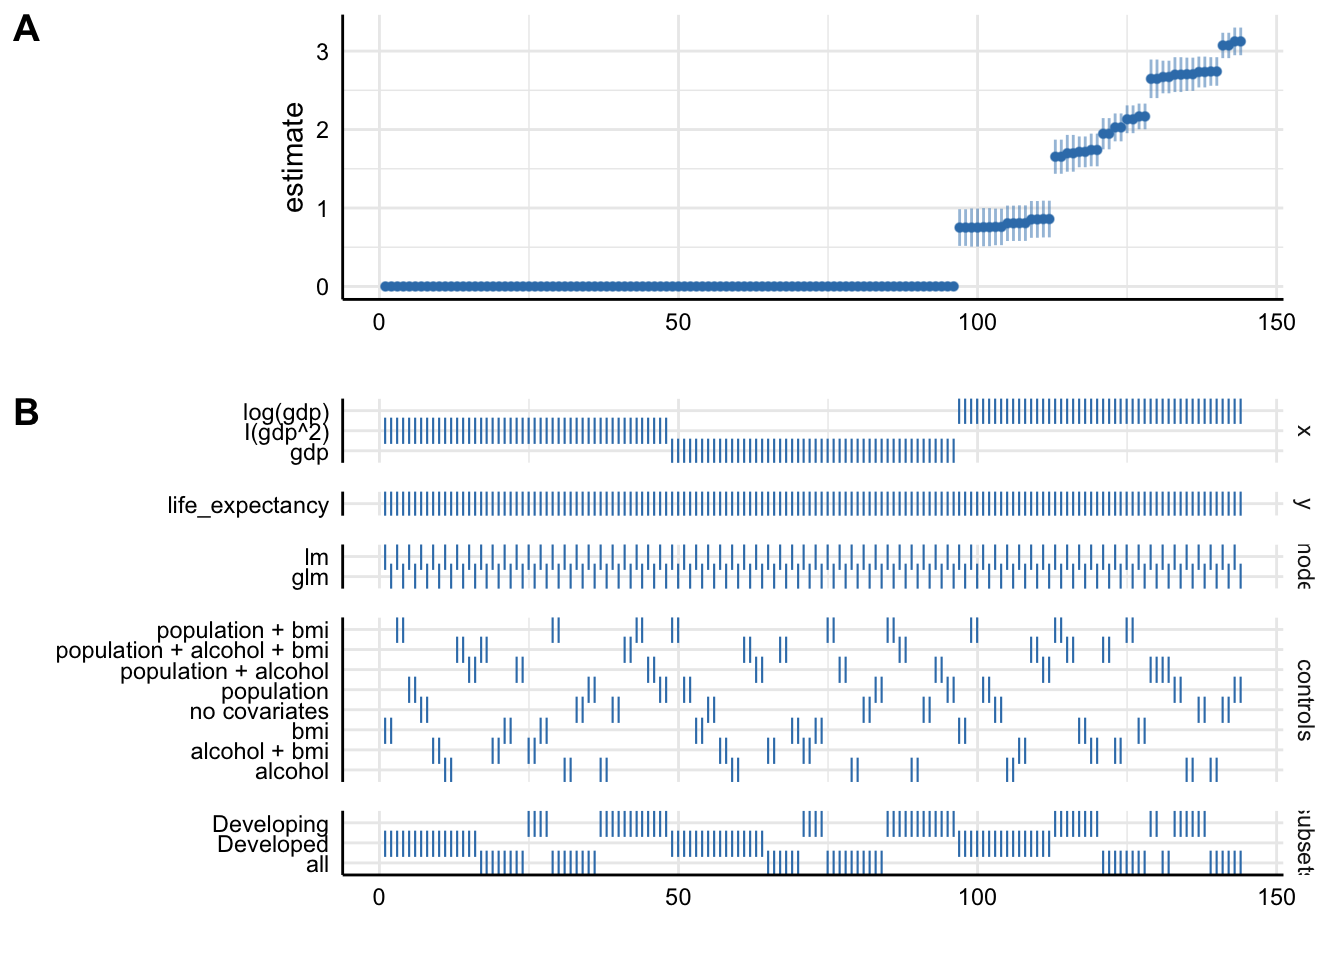 A
estimate
3
2
1
0
0 50 100 150
B
log(gdp)
I(gdp^2)
gdp
x
life_expectancy
y
lm
glm
population + bmi
population + alcohol + bmi
population + alcohol
population
no covariates
bmi
alcohol + bmi
alcohol
controls
Developing
Developed
all
0 50 100 150